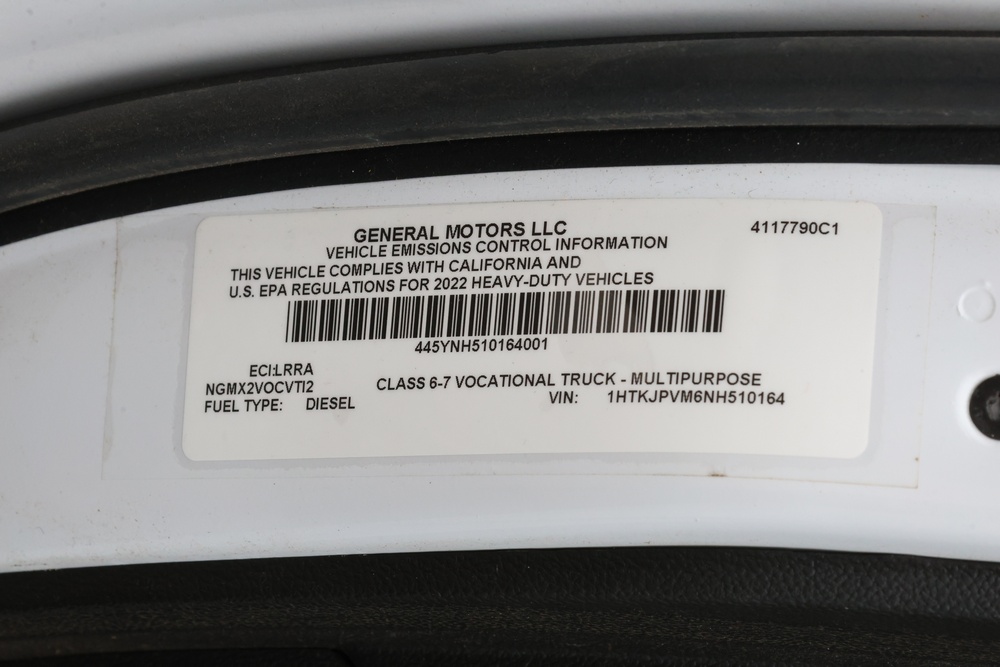 GENERAL MOTORS LLC
4117790C1
VEHICLE EMISSIONS CONTROL INFORMATION
THIS VEHICLE COMPLIES WITH CALIFORNIA AND
U.S. EPA REGULATIONS FOR 2022 HEAVY-DUTY VEHICLES
445YNH510164001
ECI:LRRA
NGMX2VOCVTI2 CLASS 6-7 VOCATIONAL TRUCK - MULTIPURPOSE
FUEL TYPE: DIESEL VIN: 1HTKJPVM6NH510164